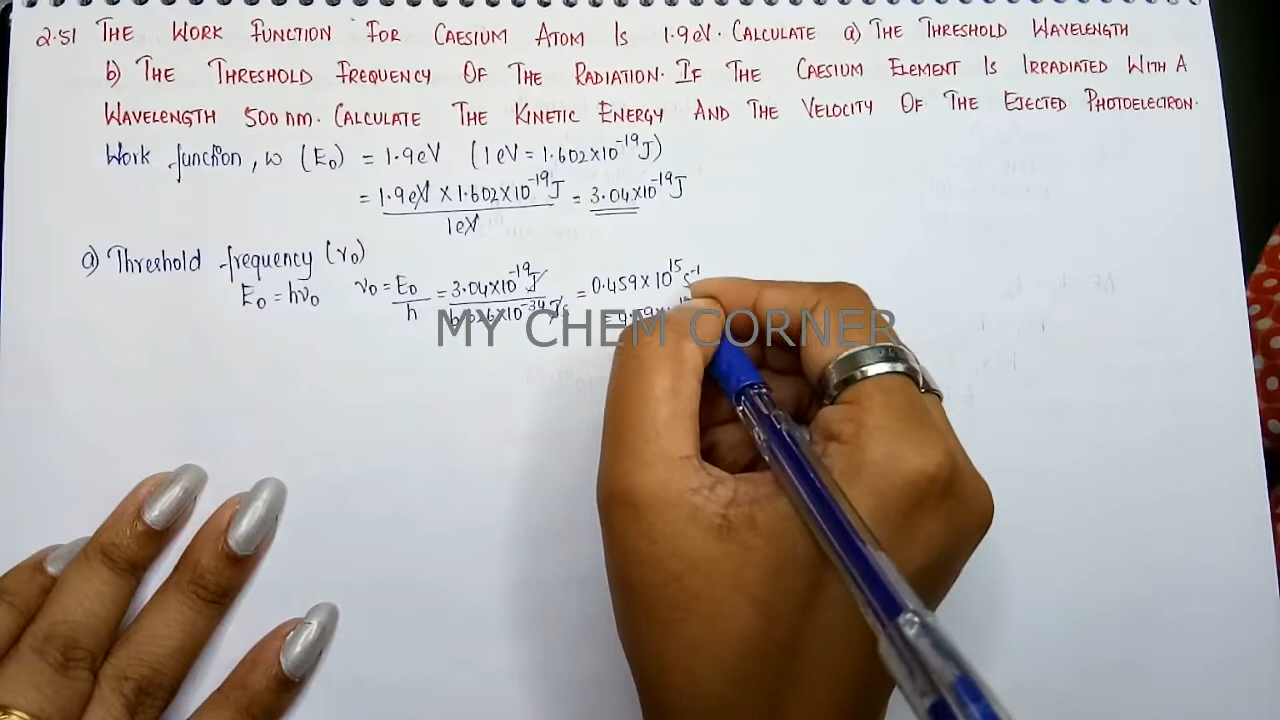 2.51 THE WORK FUNCTION FOR CAESIUM ATOM IS 1.9eV. CALCULATE a) THE THRESHOLD WAVELENGTH
b) THE THRESHOLD FREQUENCY OF THE RADIATION. IF THE CAESIUM ELEMENT IS IRRADIATED WITH A
WAVELENGTH 500 nm. CALCULATE THE KINETIC ENERGY AND THE VELOCITY OF THE EJECTED PHOTOELECTRON.
Work function, ω (E₀) = 1.9eV (1eV = 1.602×10⁻¹⁹J)
= 1.9eV × 1.602×10⁻¹⁹J / 1eV = 3.04×10⁻¹⁹J
a) Threshold frequency (ν₀)
E₀ = hν₀ ν₀ = E₀ / h = 3.04×10⁻¹⁹J / 6.626×10⁻³⁴Js = 0.459×10¹⁵ s⁻¹
= 4.59×
MY CHEM CORNER